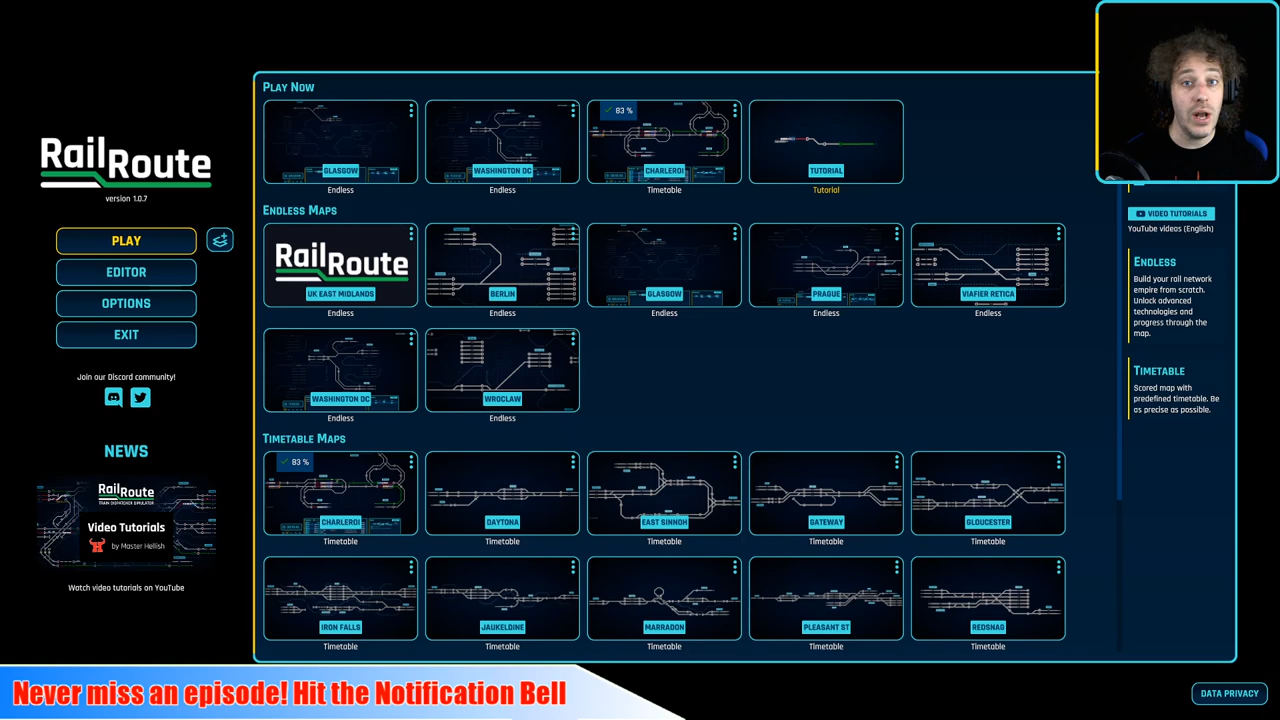 RailRoute
version 1.0.7
PLAY
EDITOR
OPTIONS
EXIT
Join our Discord community!
NEWS
RailRoute
TRAIN DISPATCHER SIMULATOR
Video Tutorials
by Master Hellish
Watch video tutorials on YouTube
PLAY NOW
83 %
GLASGOW
WASHINGTON DC
CHARLEROI
TUTORIAL
Endless
Endless
Timetable
Tutorial
ENDLESS MAPS
RailRoute
UK EAST MIDLANDS
BERLIN
GLASGOW
PRAGUE
VIAFIER RETICA
Endless
Endless
Endless
Endless
Endless
WASHINGTON DC
WROCLAW
Endless
Endless
TIMETABLE MAPS
83 %
CHARLEROI
DAYTONA
EAST SINNOH
GATEWAY
GLOUCESTER
Timetable
Timetable
Timetable
Timetable
Timetable
IRON FALLS
JAUKELDINE
MARRADON
PLEASANT ST
REDSNAG
Timetable
Timetable
Timetable
Timetable
Timetable
VIDEO TUTORIALS
YouTube videos (English)
ENDLESS
Build your rail network
empire from scratch.
Unlock advanced
technologies and
progress through the
map.
TIMETABLE
Scored map with
predefined timetable. Be
as precise as possible.
Never miss an episode! Hit the Notification Bell
DATA PRIVACY